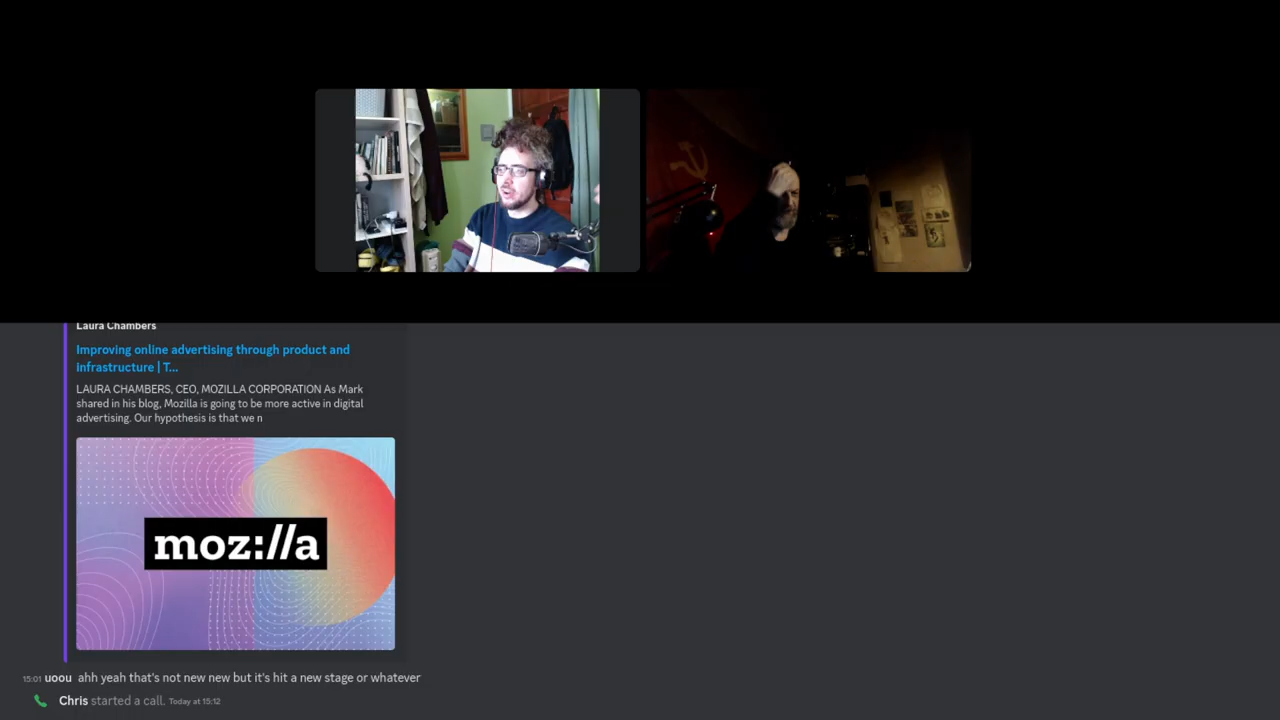 Laura Chambers
Improving online advertising through product and
infrastructure | T...
LAURA CHAMBERS, CEO, MOZILLA CORPORATION As Mark
shared in his blog, Mozilla is going to be more active in digital
advertising. Our hypothesis is that we n
moz://a
15:01 uoou ahh yeah that's not new new but it's hit a new stage or whatever
Chris started a call. Today at 15:12